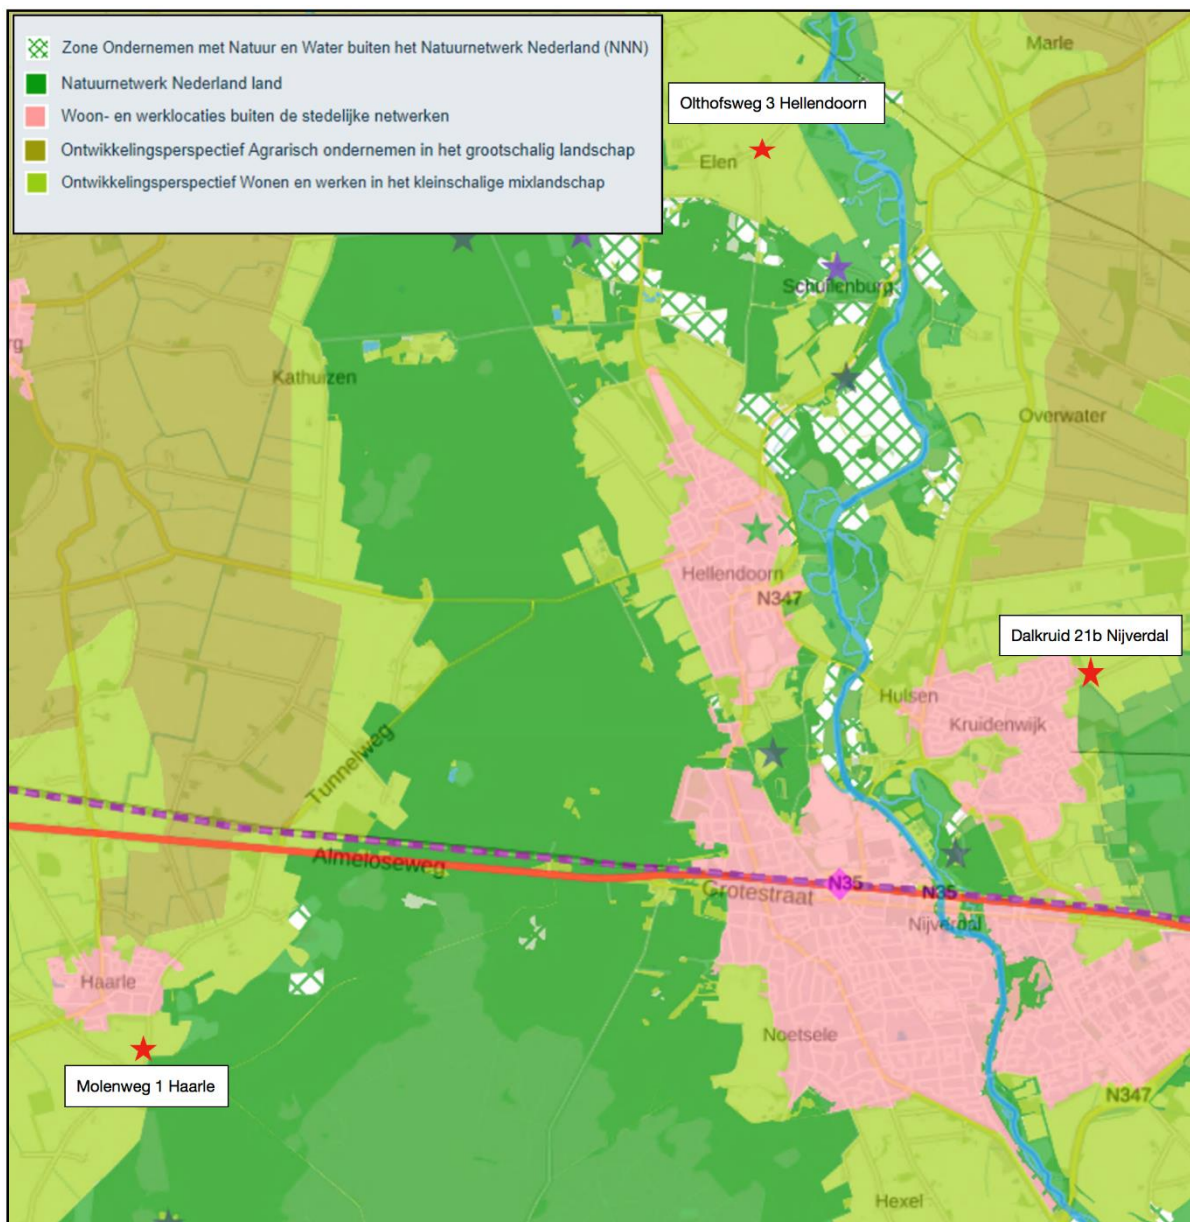 Zone Ondernemen met Natuur en Water buiten het Natuurnetwerk Nederland (NNN)
Natuurnetwerk Nederland land
Woon- en werklocaties buiten de stedelijke netwerken
Ontwikkelingsperspectief Agrarisch ondernemen in het grootschalig landschap
Ontwikkelingsperspectief Wonen en werken in het kleinschalige mixlandschap
Marle
Olthofsweg 3 Hellendoorn
Elen
Schuilenburg
rg
Kathuizen
Overwater
Hellendoorn
N347
Dalkruid 21b Nijverdal
Hulsen
Kruidenwijk
Tunnelweg
Almeloseweg
Grotestraat
N35
N35
Nijverdal
Haarle
Noetsele
Molenweg 1 Haarle
N347
Hexel